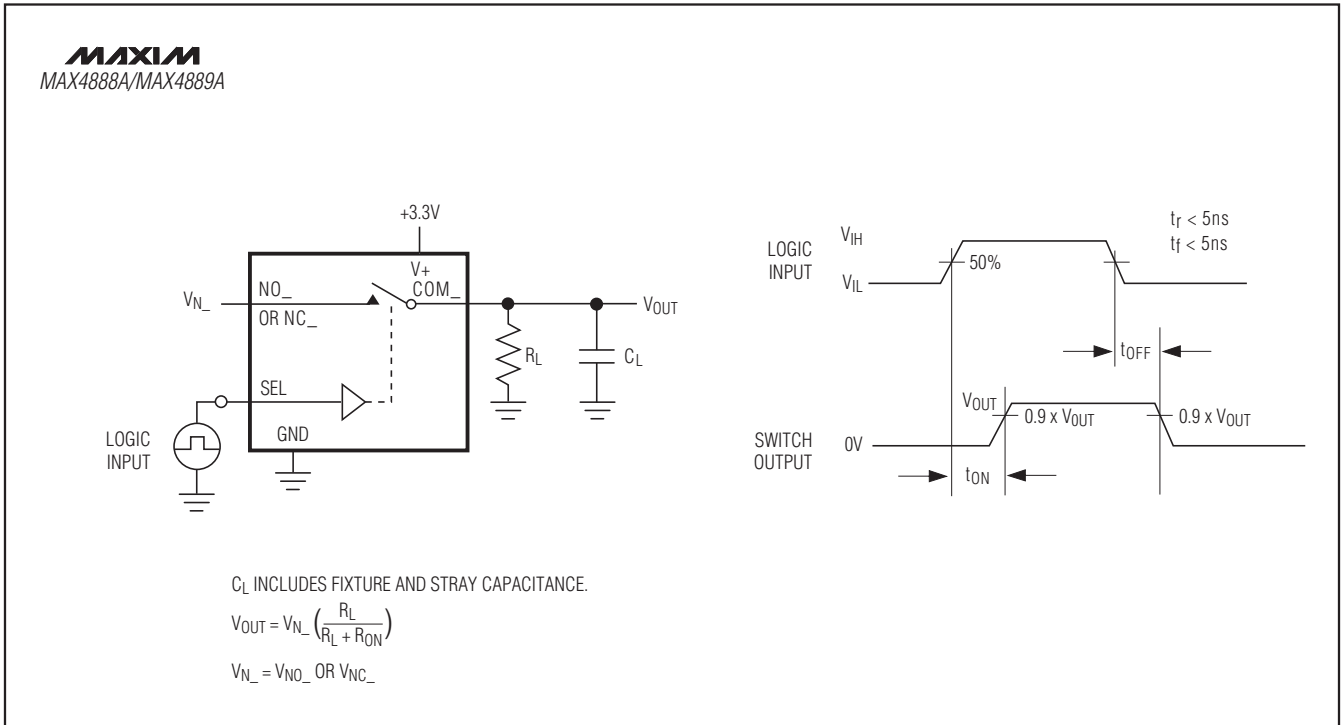 MAXIM
MAX4888A/MAX4889A
+3.3V
V+
NO_
COM_
VN_
OR NC_
VOUT
RL
CL
SEL
GND
LOGIC
INPUT
LOGIC
INPUT
VIH
VIL
50%
tr < 5ns
tf < 5ns
tOFF
VOUT
0.9 x VOUT
0.9 x VOUT
SWITCH
OUTPUT
0V
tON
CL INCLUDES FIXTURE AND STRAY CAPACITANCE.
VOUT = VN_ (RL / RL + RON)
VN_ = VNO_ OR VNC_